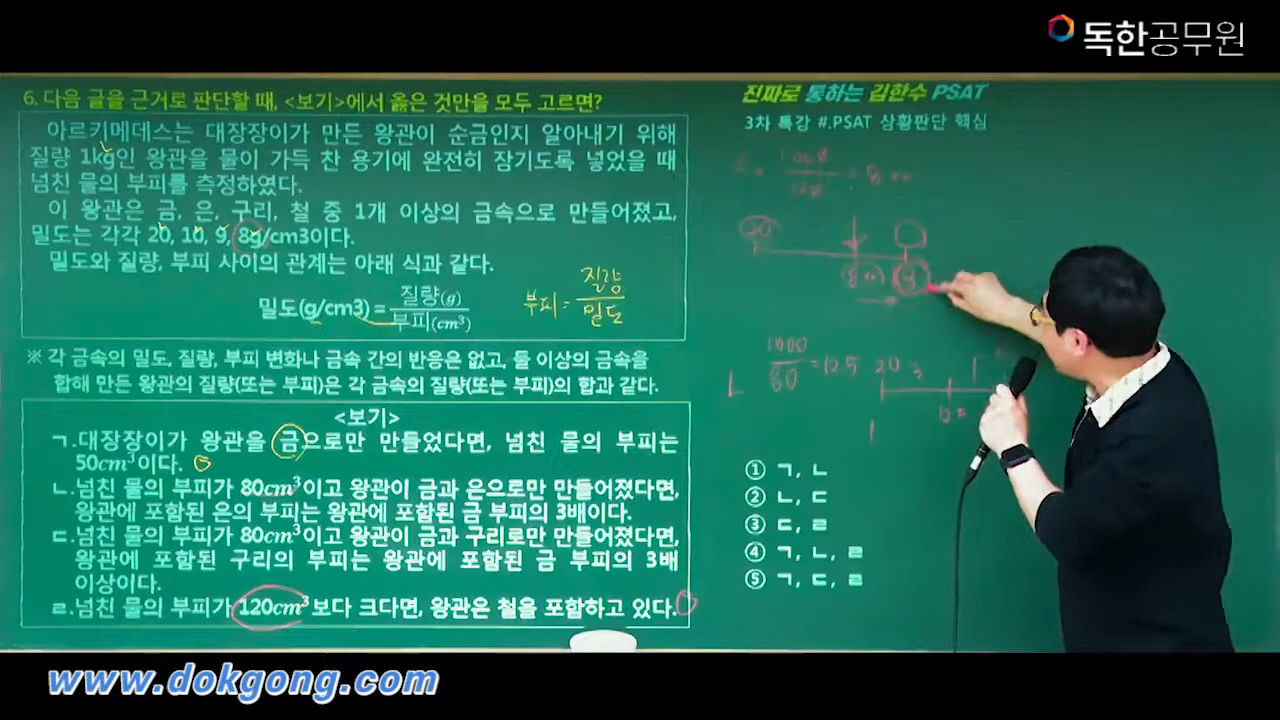 독한공무원
6. 다음 글을 근거로 판단할 때, <보기>에서 옳은 것만을 모두 고르면?
아르키메데스는 대장장이가 만든 왕관이 순금인지 알아내기 위해
질량 1kg인 왕관을 물이 가득 찬 용기에 완전히 잠기도록 넣었을 때
넘친 물의 부피를 측정하였다.
이 왕관은 금, 은, 구리, 철 중 1개 이상의 금속으로 만들어졌고,
밀도는 각각 20, 10, 9, 8g/cm3이다.
밀도와 질량, 부피 사이의 관계는 아래 식과 같다.
밀도(g/cm3) = 질량(g) / 부피(cm³)
부피 = 질량 / 밀도
※ 각 금속의 밀도, 질량, 부피 변화나 금속 간의 반응은 없고, 둘 이상의 금속을
합해 만든 왕관의 질량(또는 부피)은 각 금속의 질량(또는 부피)의 합과 같다.
<보기>
ㄱ.대장장이가 왕관을 금으로만 만들었다면, 넘친 물의 부피는
50cm³이다.
ㄴ.넘친 물의 부피가 80cm³이고 왕관이 금과 은으로만 만들어졌다면,
왕관에 포함된 은의 부피는 왕관에 포함된 금 부피의 3배이다.
ㄷ.넘친 물의 부피가 80cm³이고 왕관이 금과 구리로만 만들어졌다면,
왕관에 포함된 구리의 부피는 왕관에 포함된 금 부피의 3배
이상이다.
ㄹ.넘친 물의 부피가 120cm³보다 크다면, 왕관은 철을 포함하고 있다.
진짜로 통하는 김한수 PSAT
3차 특강 #.PSAT 상황판단 핵심
20
1000 / 80 = 12.5 20
ㄴ
① ㄱ, ㄴ
② ㄴ, ㄷ
③ ㄷ, ㄹ
④ ㄱ, ㄴ, ㄹ
⑤ ㄱ, ㄷ, ㄹ
www.dokgong.com